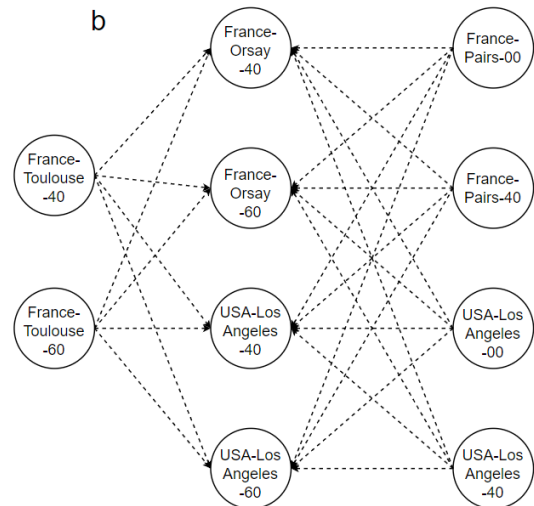 b
France-
Orsay
-40
France-
Pairs-00
France-
Toulouse
-40
France-
Orsay
-60
France-
Pairs-40
France-
Toulouse
-60
USA-Los
Angeles
-40
USA-Los
Angeles
-00
USA-Los
Angeles
-60
USA-Los
Angeles
-40